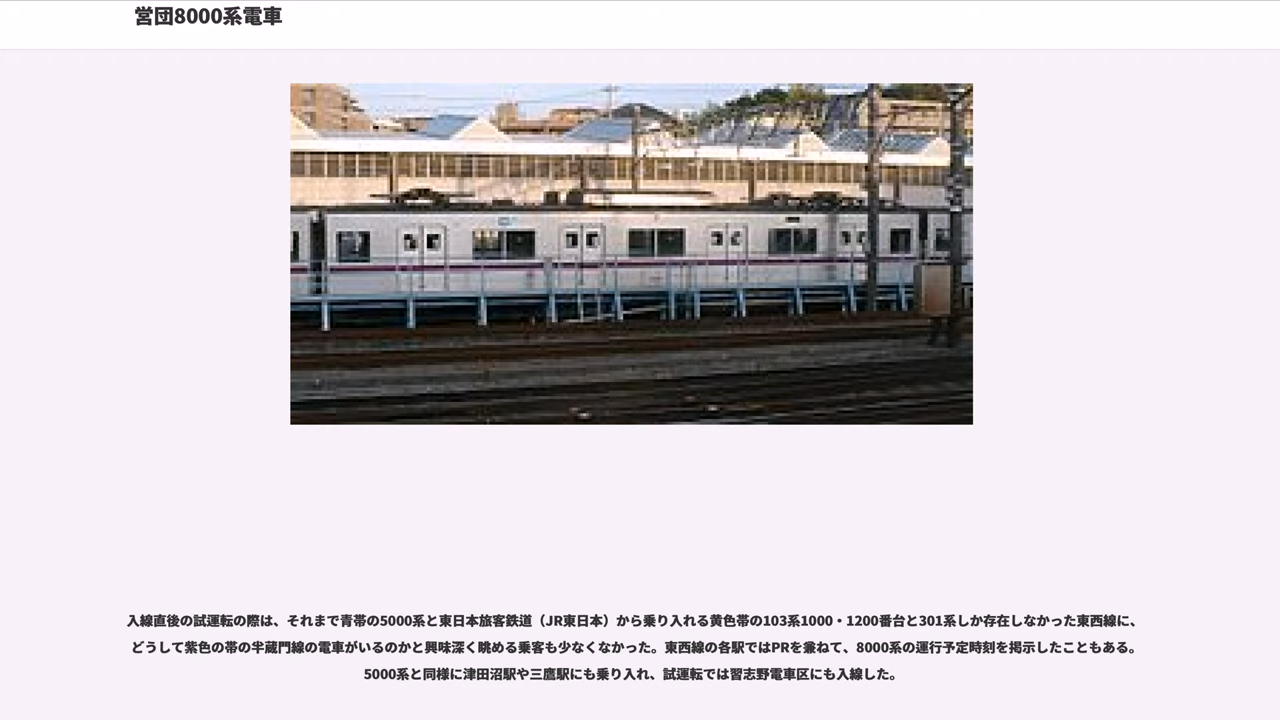 営団8000系電車
入線直後の試運転の際は、それまで青帯の5000系と東日本旅客鉄道（JR東日本）から乗り入れる黄色帯の103系1000・1200番台と301系しか存在しなかった東西線に、
どうして紫色の帯の半蔵門線の電車がいるのかと興味深く眺める乗客も少なくなかった。東西線の各駅ではPRを兼ねて、8000系の運行予定時刻を掲示したこともある。
5000系と同様に津田沼駅や三鷹駅にも乗り入れ、試運転では習志野電車区にも入線した。